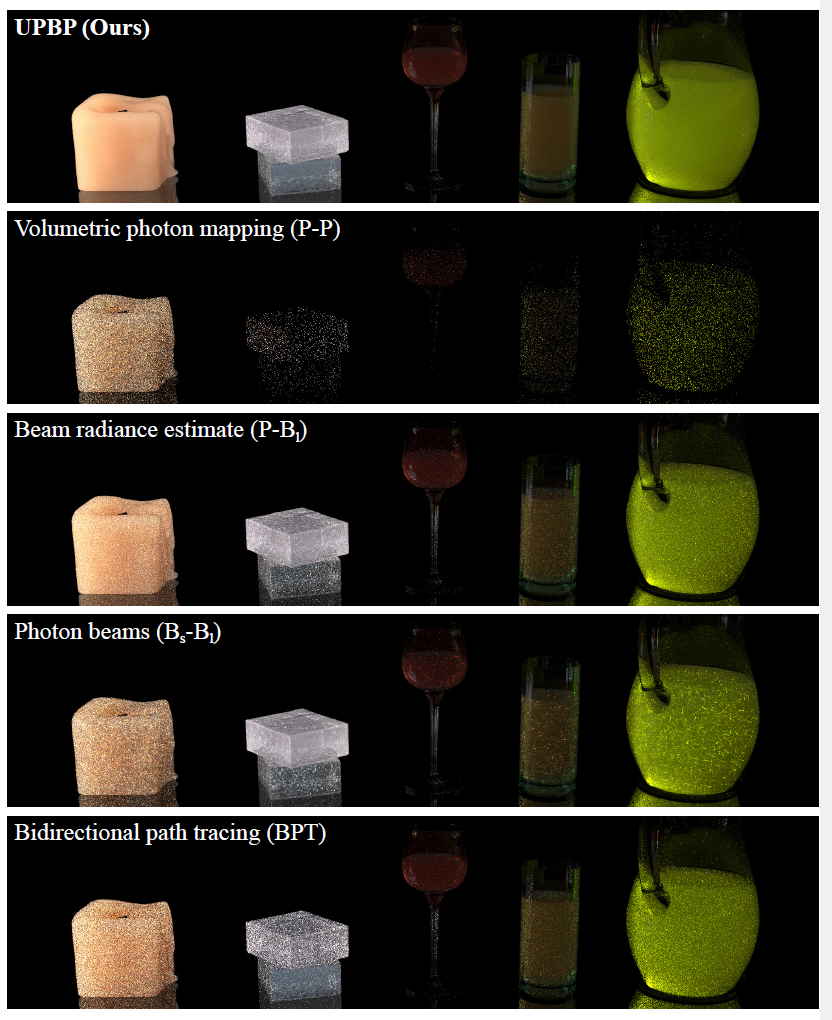 UPBP (Ours)
Volumetric photon mapping (P-P)
Beam radiance estimate (P-Bₗ)
Photon beams (Bₛ-Bₗ)
Bidirectional path tracing (BPT)